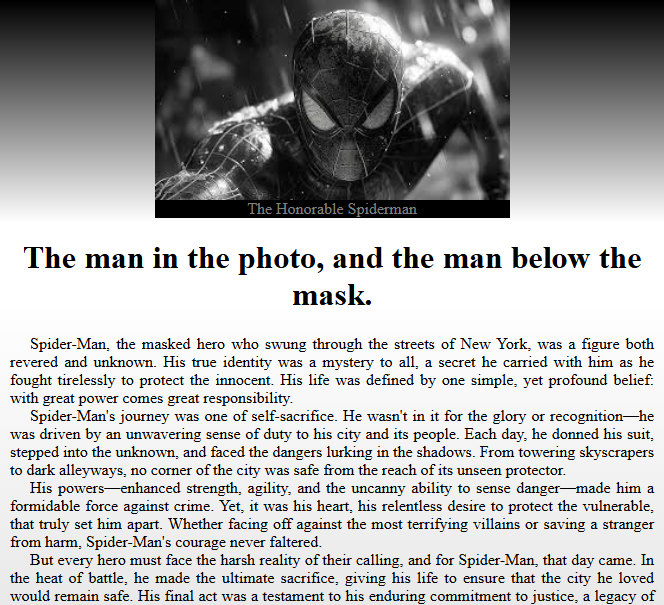 The Honorable Spiderman
The man in the photo, and the man below the
mask.
Spider-Man, the masked hero who swung through the streets of New York, was a figure both
revered and unknown. His true identity was a mystery to all, a secret he carried with him as he
fought tirelessly to protect the innocent. His life was defined by one simple, yet profound belief:
with great power comes great responsibility.
Spider-Man's journey was one of self-sacrifice. He wasn't in it for the glory or recognition—he
was driven by an unwavering sense of duty to his city and its people. Each day, he donned his suit,
stepped into the unknown, and faced the dangers lurking in the shadows. From towering skyscrapers
to dark alleyways, no corner of the city was safe from the reach of its unseen protector.
His powers—enhanced strength, agility, and the uncanny ability to sense danger—made him a
formidable force against crime. Yet, it was his heart, his relentless desire to protect the vulnerable,
that truly set him apart. Whether facing off against the most terrifying villains or saving a stranger
from harm, Spider-Man's courage never faltered.
But every hero must face the harsh reality of their calling, and for Spider-Man, that day came. In
the heat of battle, he made the ultimate sacrifice, giving his life to ensure that the city he loved
would remain safe. His final act was a testament to his enduring commitment to justice, a legacy of